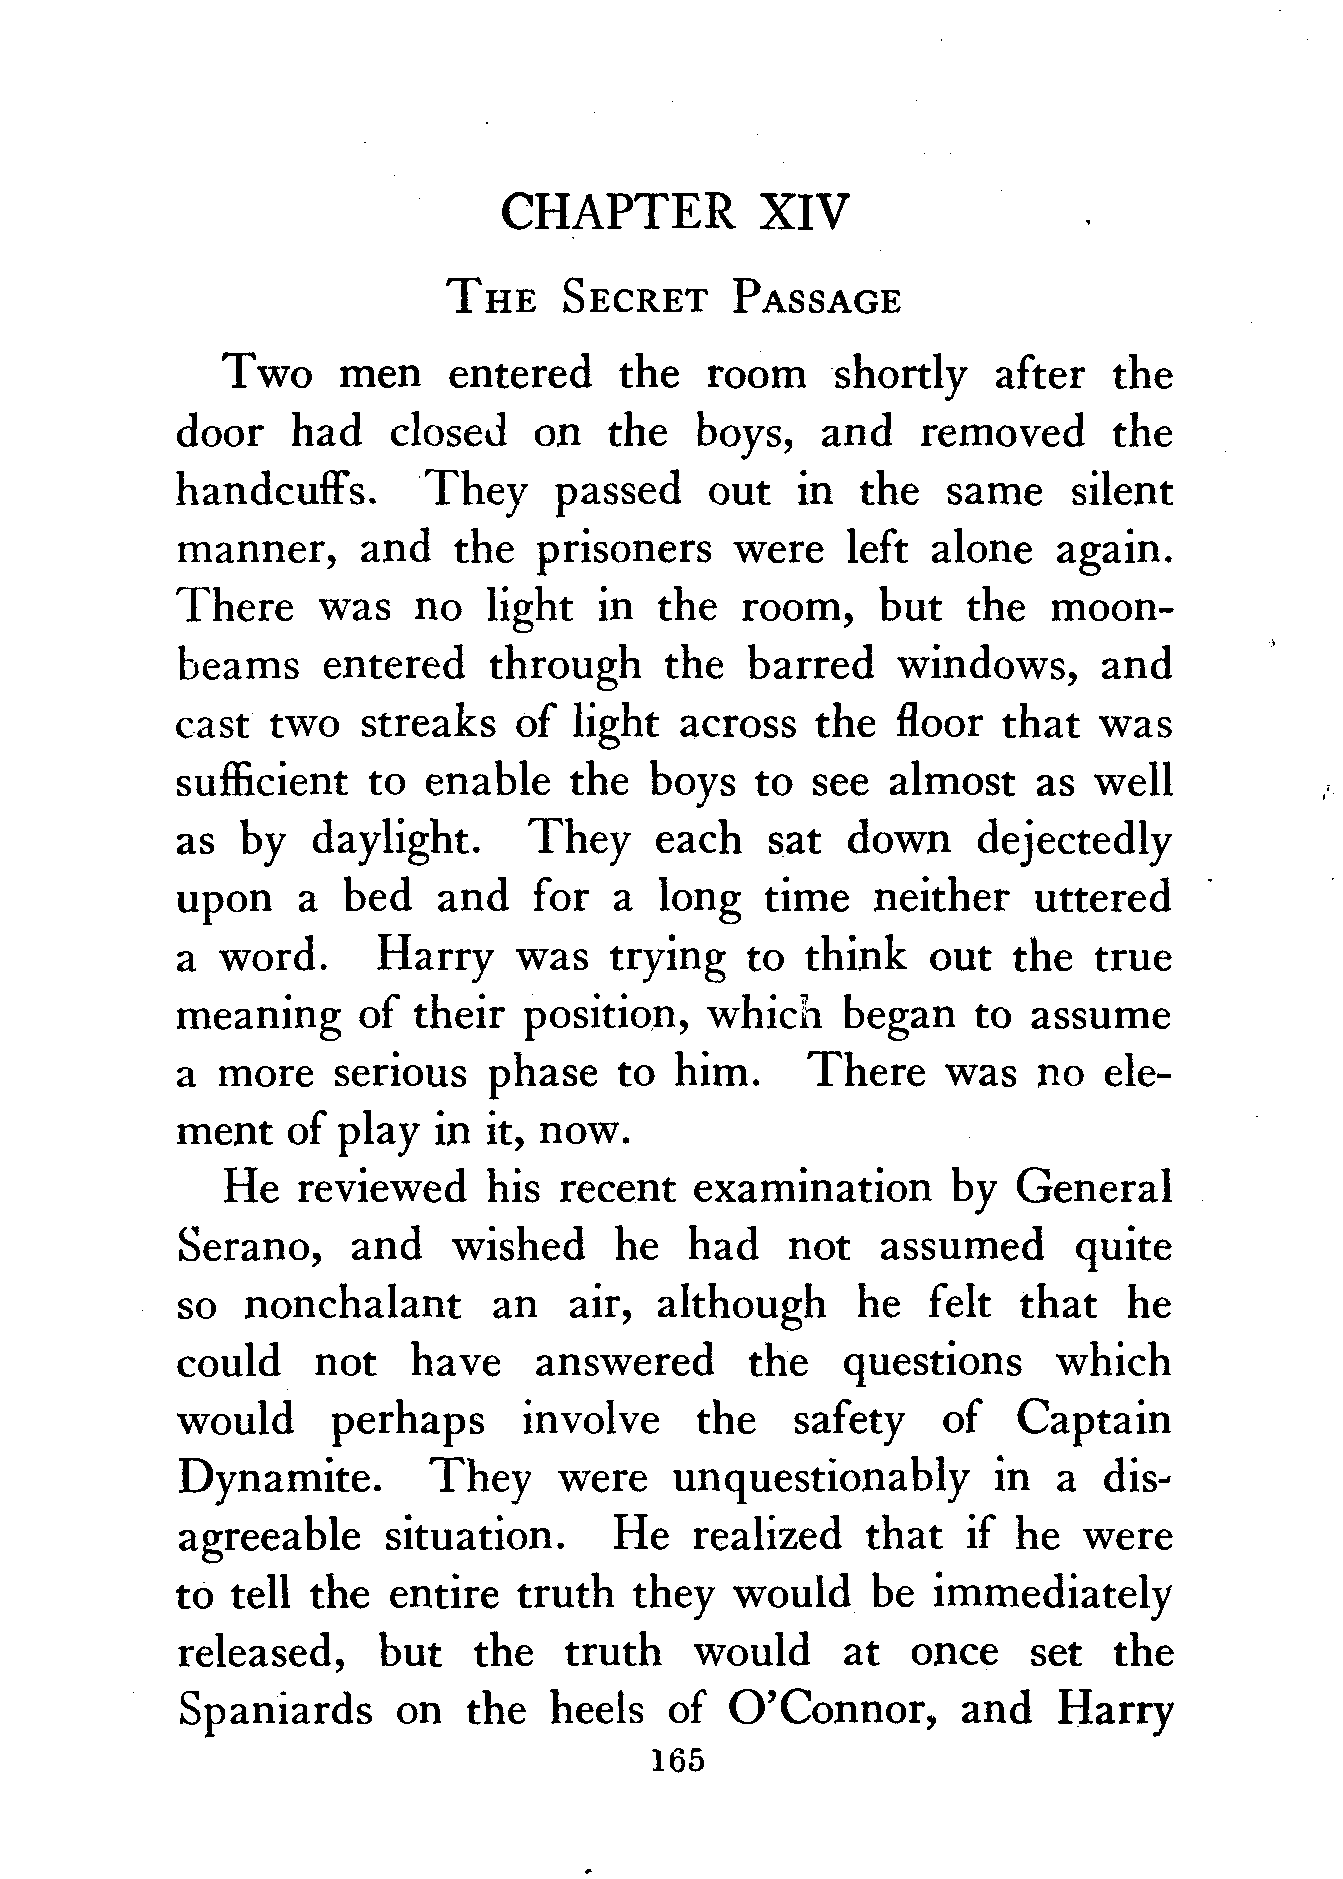 CHAPTER XIV
THE SECRET PASSAGE
Two men entered the room shortly after the
door had closed on the boys, and removed the
handcuffs. They passed out in the same silent
manner, and the prisoners were left alone again.
There was no light in the room, but the moon-
beams entered through the barred windows, and
cast two streaks of light across the floor that was
sufficient to enable the boys to see almost as well
as by daylight. They each sat down dejectedly
upon a bed and for a long time neither uttered
a word. Harry was trying to think out the true
meaning of their position, which began to assume
a more serious phase to him. There was no ele-
ment of play in it, now.
He reviewed his recent examination by General
Serano, and wished he had not assumed quite
so nonchalant an air, although he felt that he
could not have answered the questions which
would perhaps involve the safety of Captain
Dynamite. They were unquestionably in a dis-
agreeable situation. He realized that if he were
to tell the entire truth they would be immediately
released, but the truth would at once set the
Spaniards on the heels of O'Connor, and Harry
165